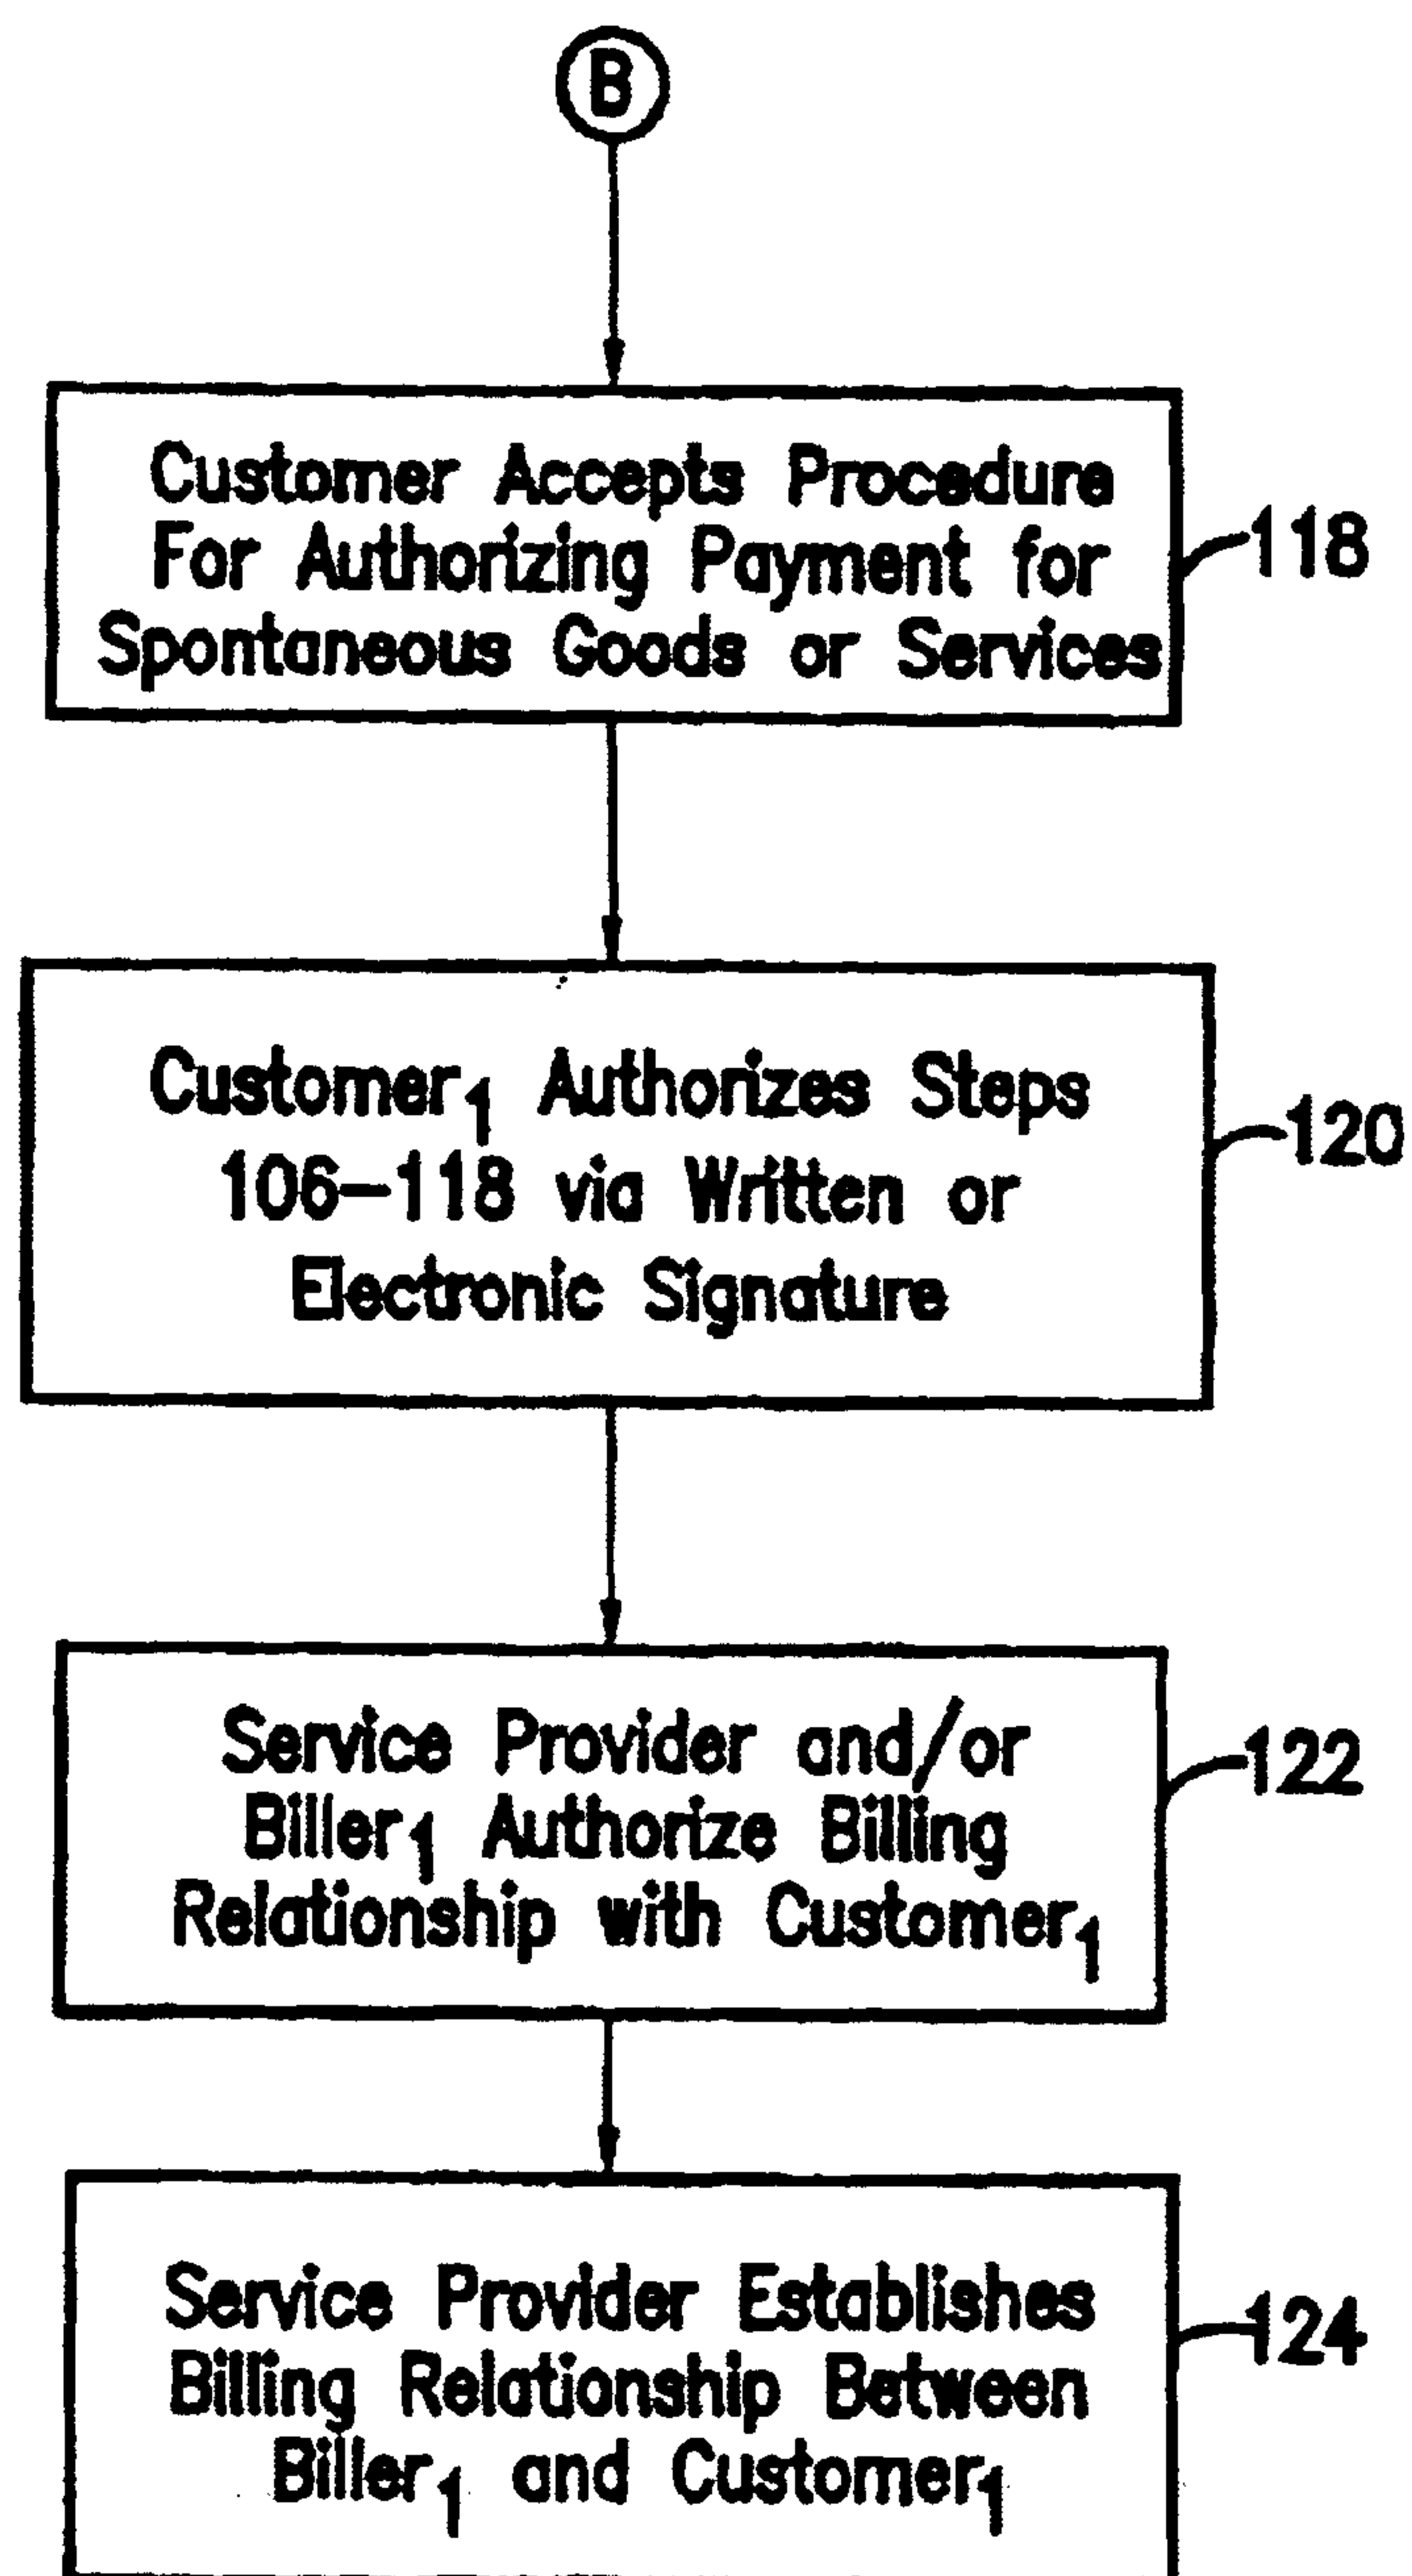 B
Customer Accepts Procedure
For Authorizing Payment for
Spontaneous Goods or Services
118
Customer₁ Authorizes Steps
106-118 via Written or
Electronic Signature
120
Service Provider and/or
Biller₁ Authorize Billing
Relationship with Customer₁
122
Service Provider Establishes
Billing Relationship Between
Biller₁ and Customer₁
124